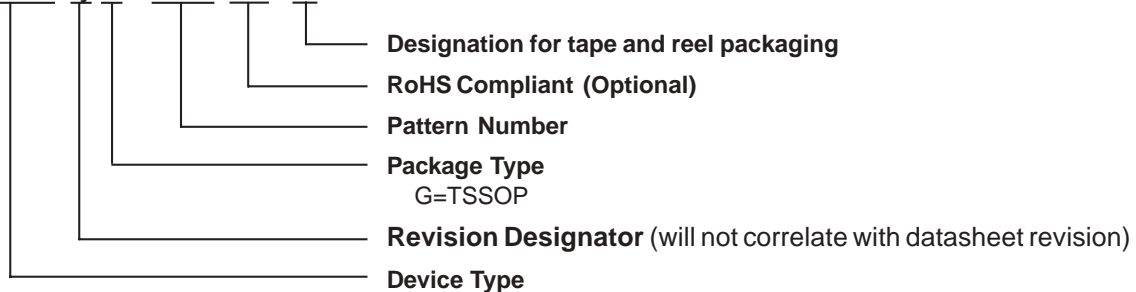 Designation for tape and reel packaging
RoHS Compliant (Optional)
Pattern Number
Package Type
G=TSSOP
Revision Designator (will not correlate with datasheet revision)
Device Type